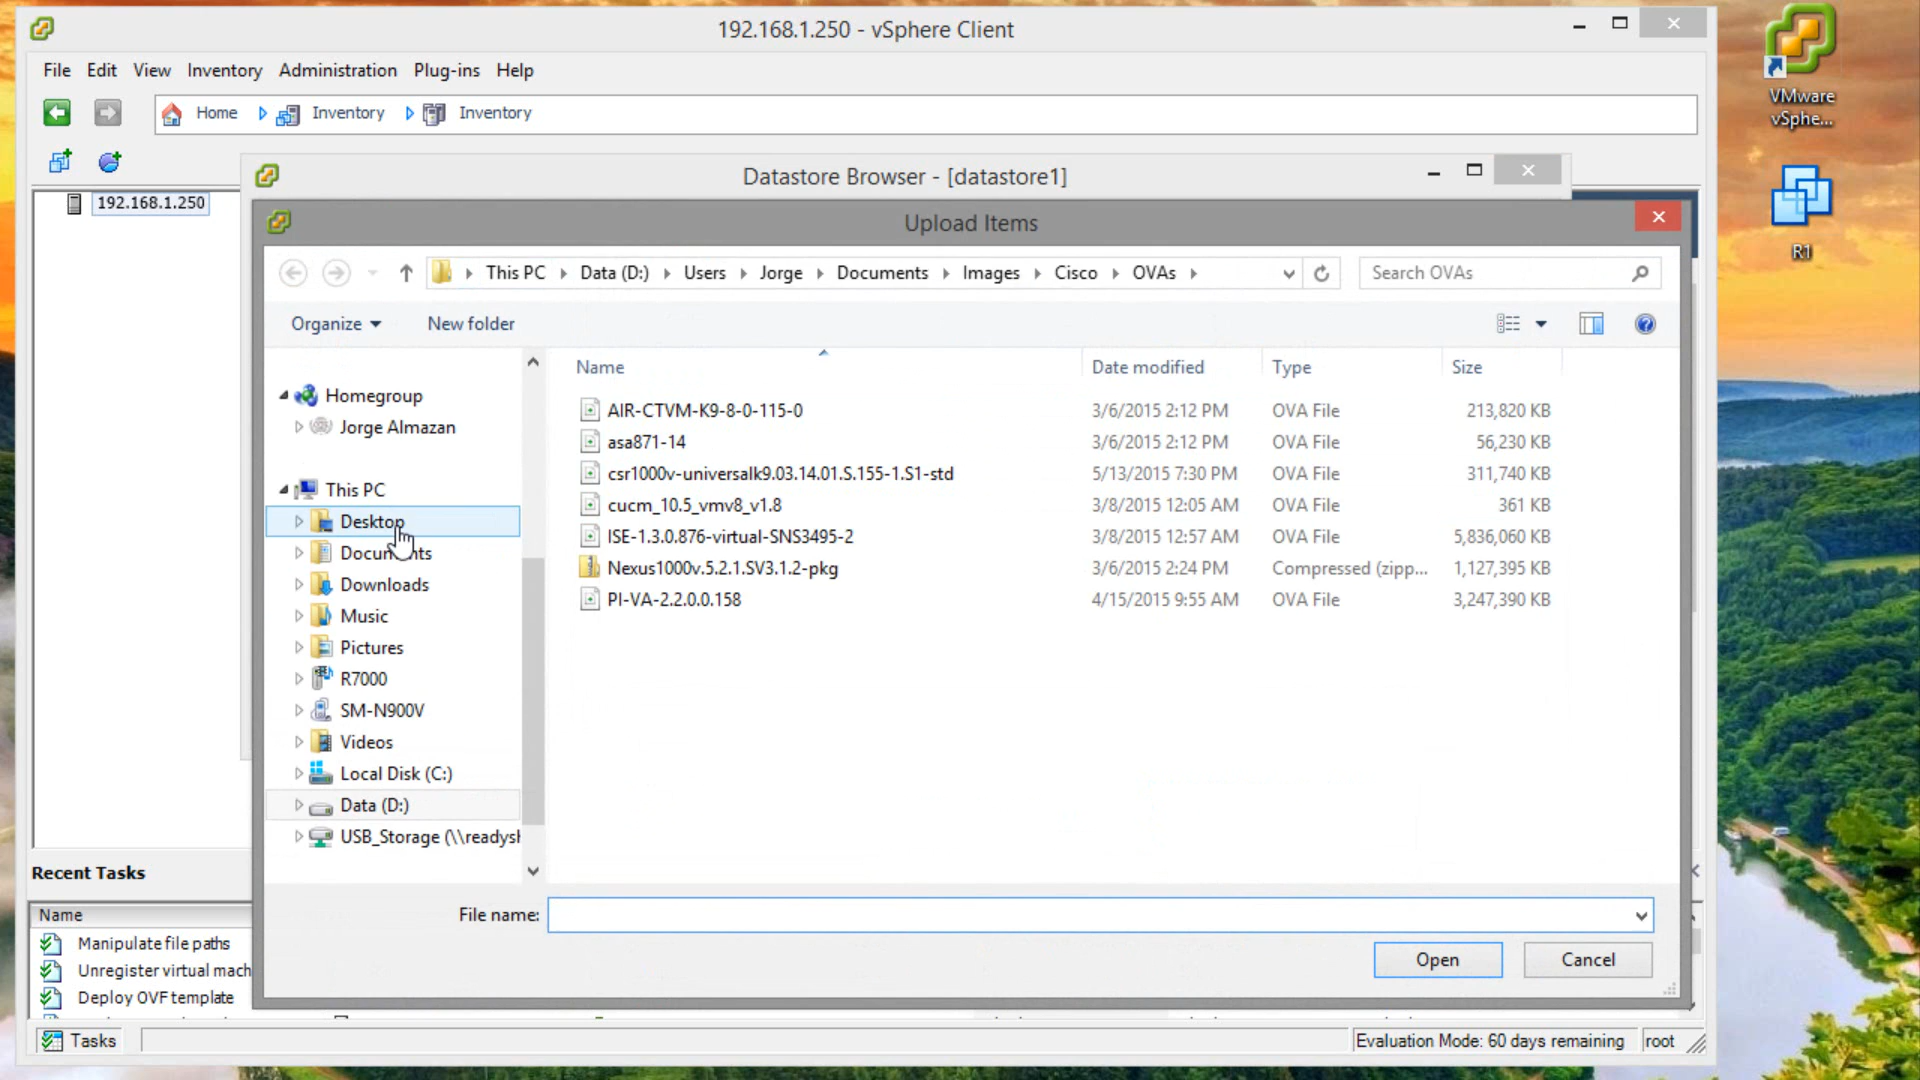 192.168.1.250 - vSphere Client
VMware
vSphe...
R1
File Edit View Inventory Administration Plug-ins Help
Home Inventory Inventory
192.168.1.250
Datastore Browser - [datastore1]
Upload Items
This PC Data (D:) Users Jorge Documents Images Cisco OVAs
Search OVAs
Organize New folder
Homegroup
Jorge Almazan
This PC
Desktop
Documents
Downloads
Music
Pictures
R7000
SM-N900V
Videos
Local Disk (C:)
Data (D:)
USB_Storage (\\readysh
Name Date modified Type Size
AIR-CTVM-K9-8-0-115-0 3/6/2015 2:12 PM OVA File 213,820 KB
asa871-14 3/6/2015 2:12 PM OVA File 56,230 KB
csr1000v-universalk9.03.14.01.S.155-1.S1-std 5/13/2015 7:30 PM OVA File 311,740 KB
cucm_10.5_vmv8_v1.8 3/8/2015 12:05 AM OVA File 361 KB
ISE-1.3.0.876-virtual-SNS3495-2 3/8/2015 12:57 AM OVA File 5,836,060 KB
Nexus1000v.5.2.1.SV3.1.2-pkg 3/6/2015 2:24 PM Compressed (zipp... 1,127,395 KB
PI-VA-2.2.0.0.158 4/15/2015 9:55 AM OVA File 3,247,390 KB
File name:
Open Cancel
Recent Tasks
Name
Manipulate file paths
Unregister virtual mach
Deploy OVF template
Tasks
Evaluation Mode: 60 days remaining root